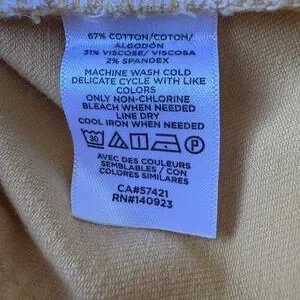 67% COTTON/COTON/
ALGODÓN
31% VISCOSE/ VISCOSA
2% SPANDEX
MACHINE WASH COLD
DELICATE CYCLE WITH LIKE
COLORS
ONLY NON-CHLORINE
BLEACH WHEN NEEDED
LINE DRY
COOL IRON WHEN NEEDED
30 P
AVEC DES COULEURS
SEMBLABLES / CON
COLORES SIMILARES
CA#57421
RN#140923